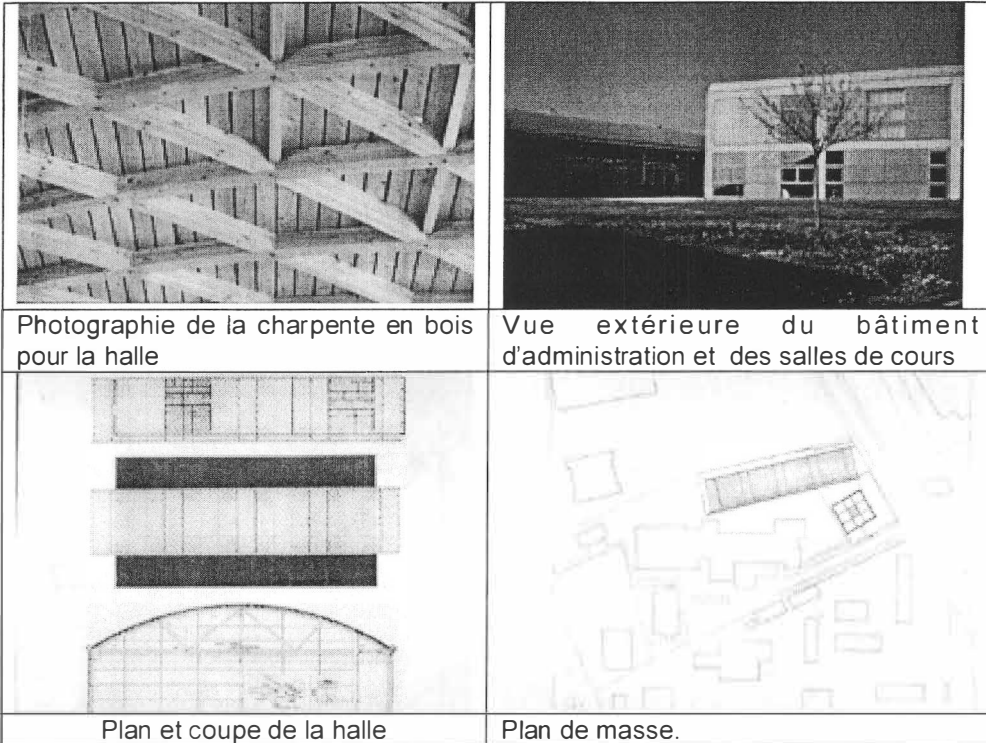 Photographie de la charpente en bois
pour la halle
Vue extérieure du bâtiment
d'administration et des salles de cours
Plan et coupe de la halle
Plan de masse.